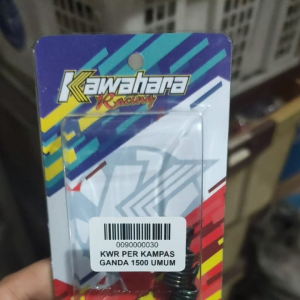 Kawahara
Racing
0090000030
KWR PER KAMPAS
GANDA 1500 UMUM